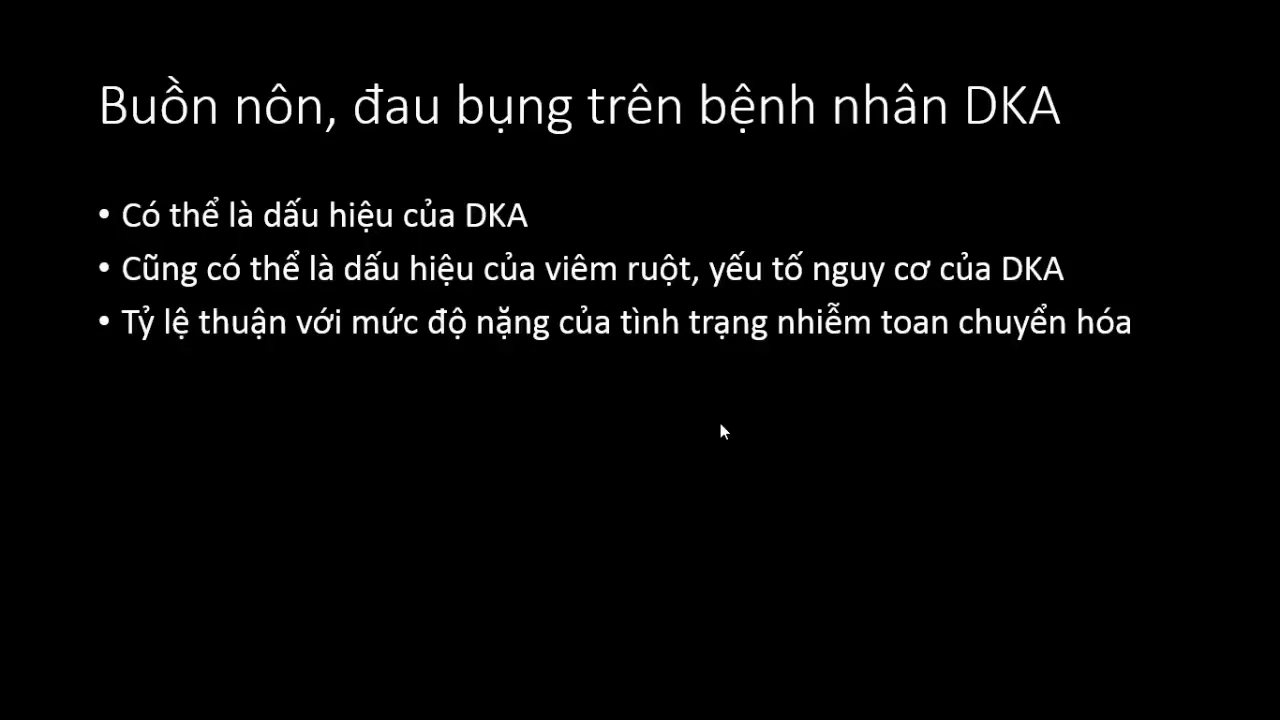 Buồn nôn, đau bụng trên bệnh nhân DKA
• Có thể là dấu hiệu của DKA
• Cũng có thể là dấu hiệu của viêm ruột, yếu tố nguy cơ của DKA
• Tỷ lệ thuận với mức độ nặng của tình trạng nhiễm toan chuyển hóa